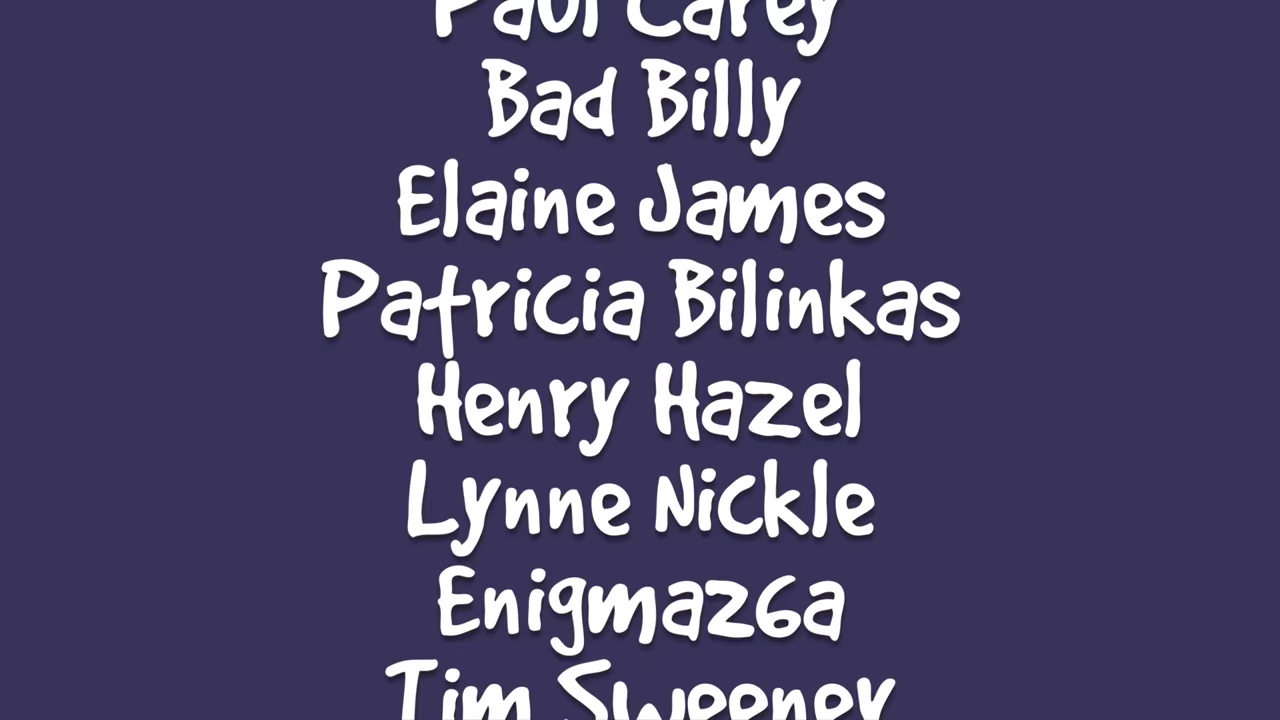 Paul Carey
Bad Billy
Elaine James
Patricia Bilinkas
Henry Hazel
Lynne Nickle
Enigma26a
Tim Sweeney